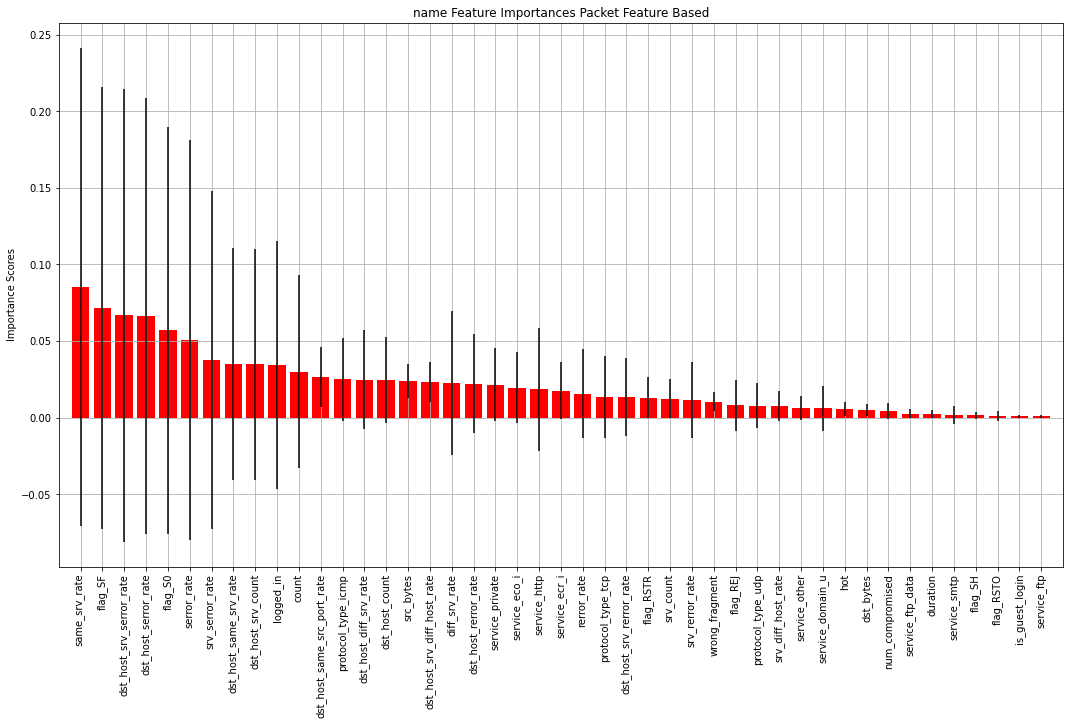 name Feature Importances Packet Feature Based
Importance Scores
0.25
0.20
0.15
0.10
0.05
0.00
−0.05
same_srv_rate
flag_SF
dst_host_srv_serror_rate
dst_host_serror_rate
flag_S0
serror_rate
srv_serror_rate
dst_host_same_srv_rate
dst_host_srv_count
logged_in
count
dst_host_same_src_port_rate
protocol_type_icmp
dst_host_diff_srv_rate
dst_host_count
src_bytes
dst_host_srv_diff_host_rate
diff_srv_rate
dst_host_rerror_rate
service_private
service_eco_i
service_http
service_ecr_i
rerror_rate
protocol_type_tcp
dst_host_srv_rerror_rate
flag_RSTR
srv_count
srv_rerror_rate
wrong_fragment
flag_REJ
protocol_type_udp
srv_diff_host_rate
service_other
service_domain_u
hot
dst_bytes
num_compromised
service_ftp_data
duration
service_smtp
flag_SH
flag_RSTO
is_guest_login
service_ftp